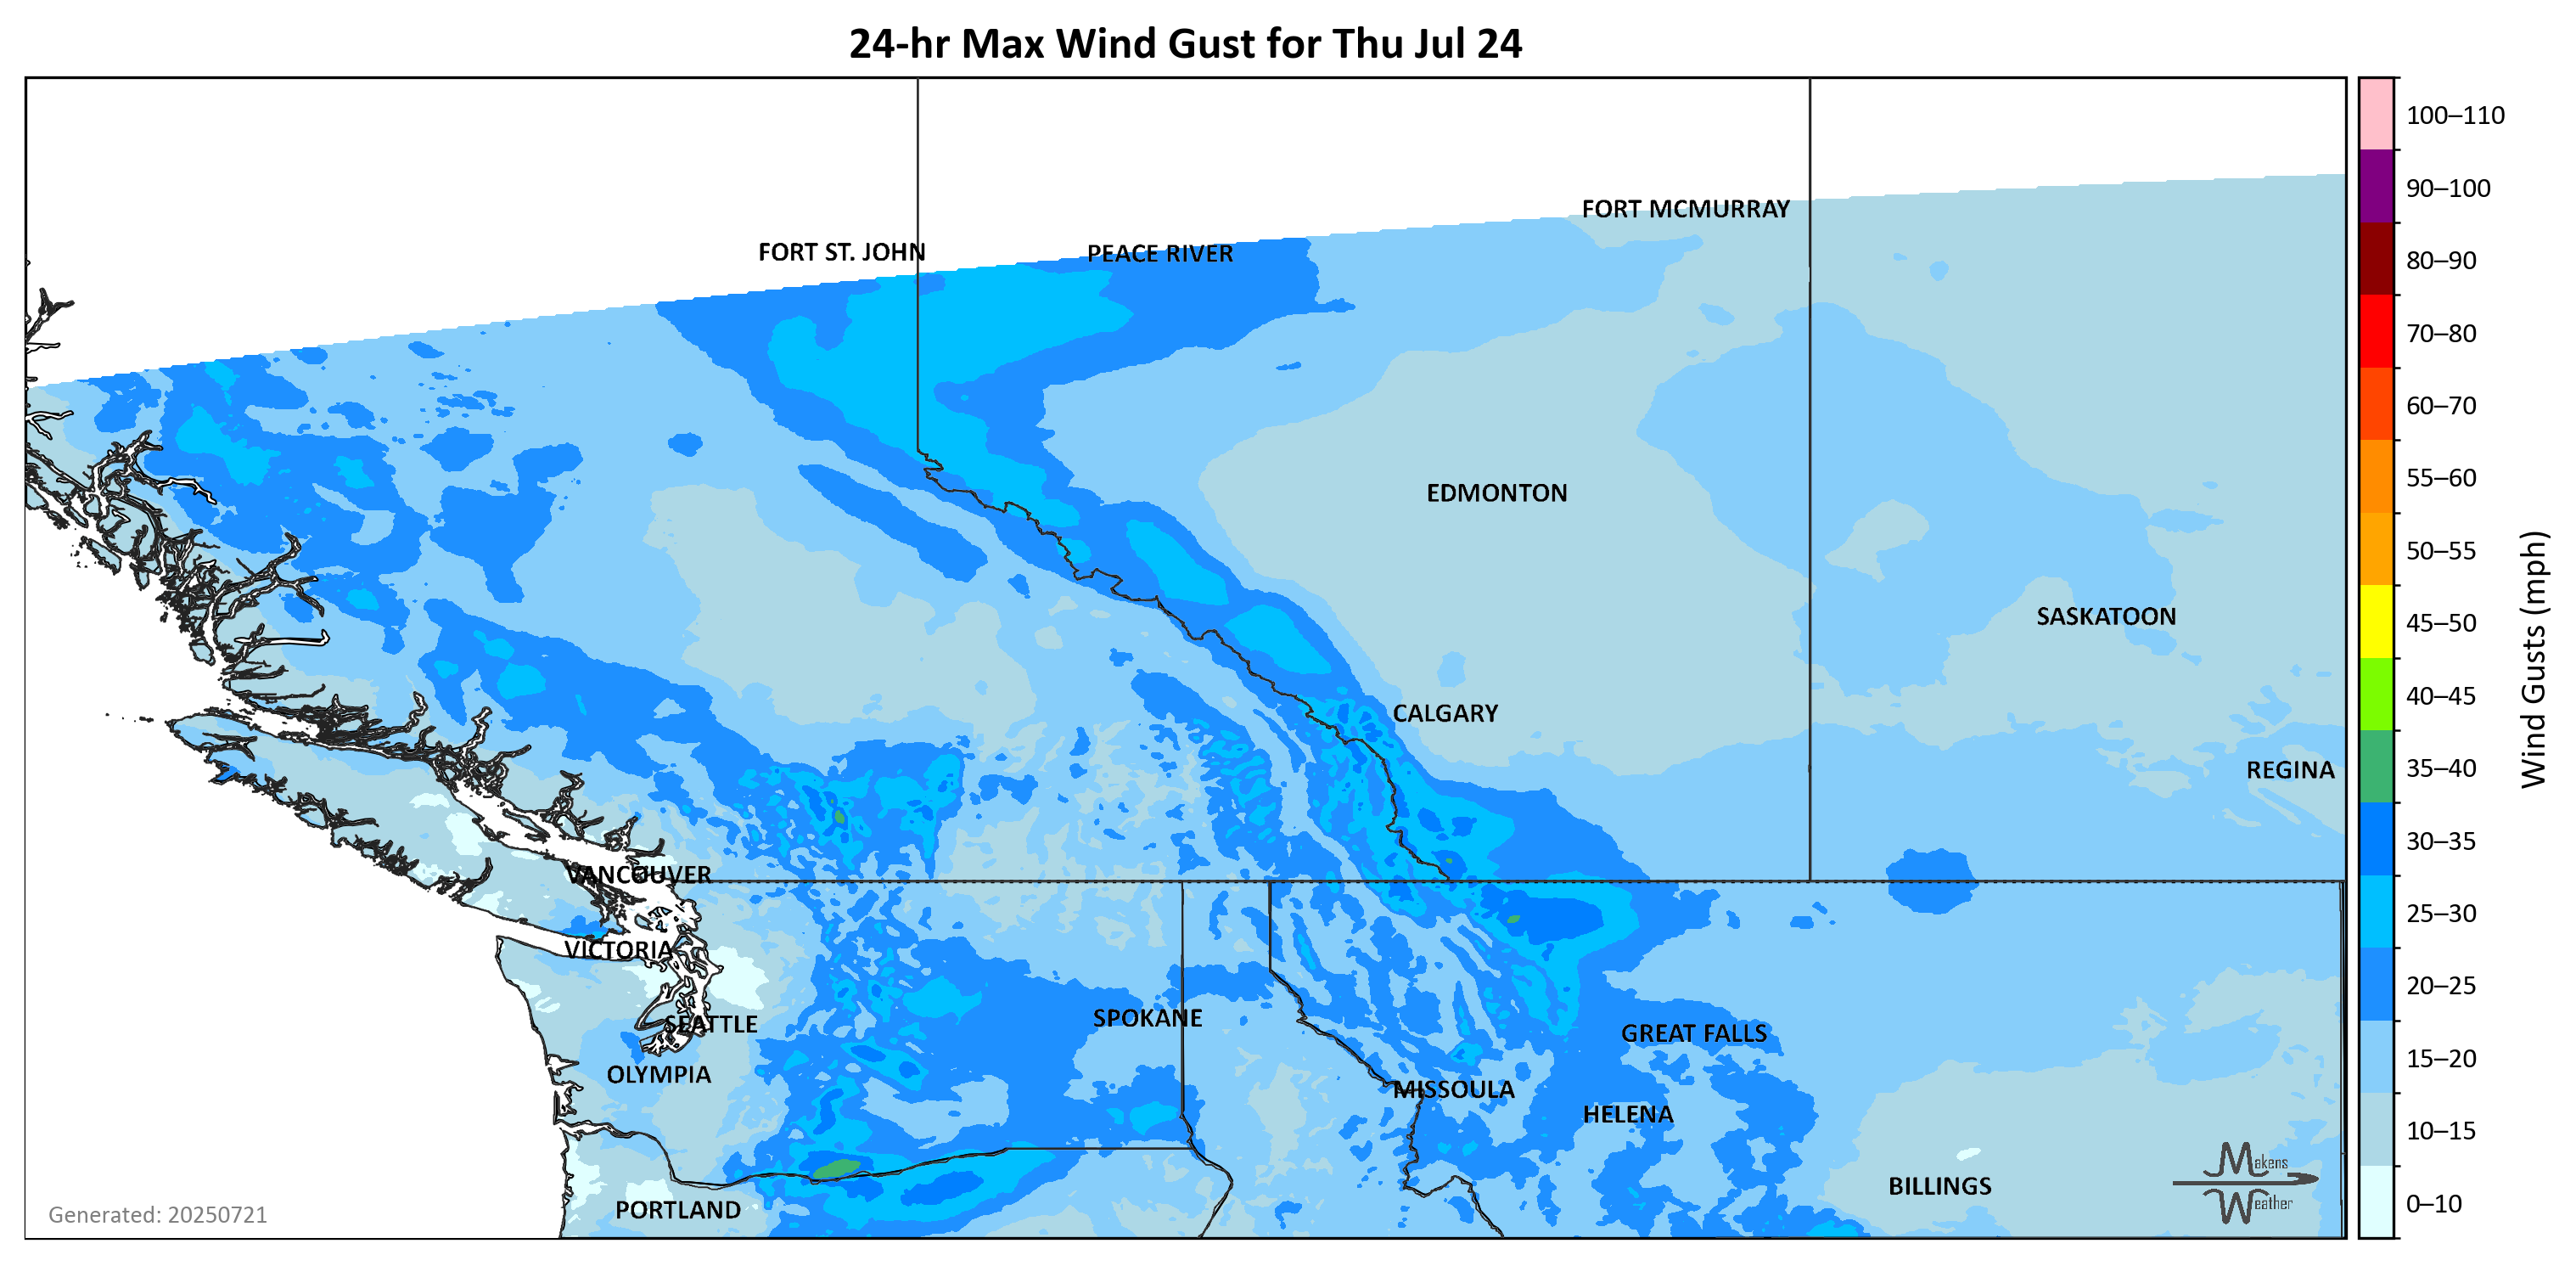 24-hr Max Wind Gust for Thu Jul 24
100–110
90–100
80–90
70–80
60–70
55–60
50–55
45–50
40–45
35–40
30–35
25–30
20–25
15–20
10–15
0–10
Wind Gusts (mph)
FORT MCMURRAY
FORT ST. JOHN
PEACE RIVER
EDMONTON
SASKATOON
CALGARY
REGINA
VANCOUVER
VICTORIA
SEATTLE
SPOKANE
GREAT FALLS
OLYMPIA
MISSOULA
HELENA
BILLINGS
PORTLAND
Makens
Weather
Generated: 20250721